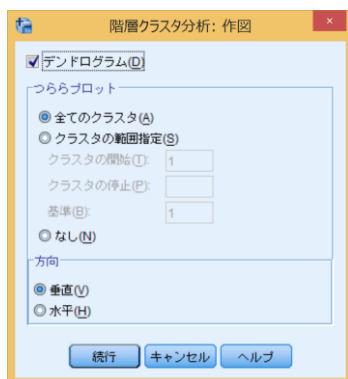 階層クラスタ分析: 作図
デンドログラム(D)
つららプロット
全てのクラスタ(A)
クラスタの範囲指定(S)
クラスタの開始(T): 1
クラスタの停止(P):
基準(B): 1
なし(N)
方向
垂直(V)
水平(H)
続行 キャンセル ヘルプ